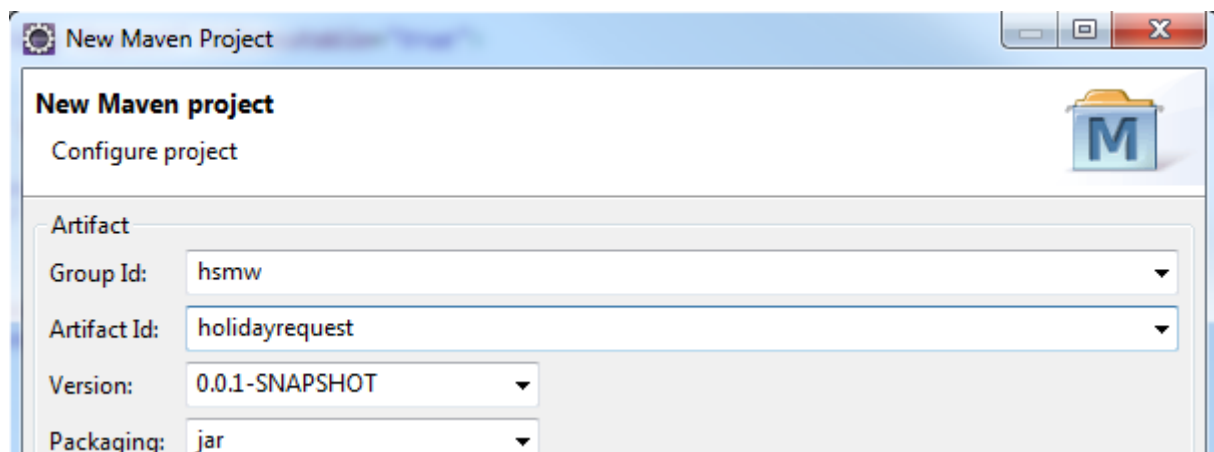 New Maven Project
New Maven project
Configure project
M
Artifact
Group Id: hsmw
Artifact Id: holidayrequest
Version: 0.0.1-SNAPSHOT
Packaging: jar